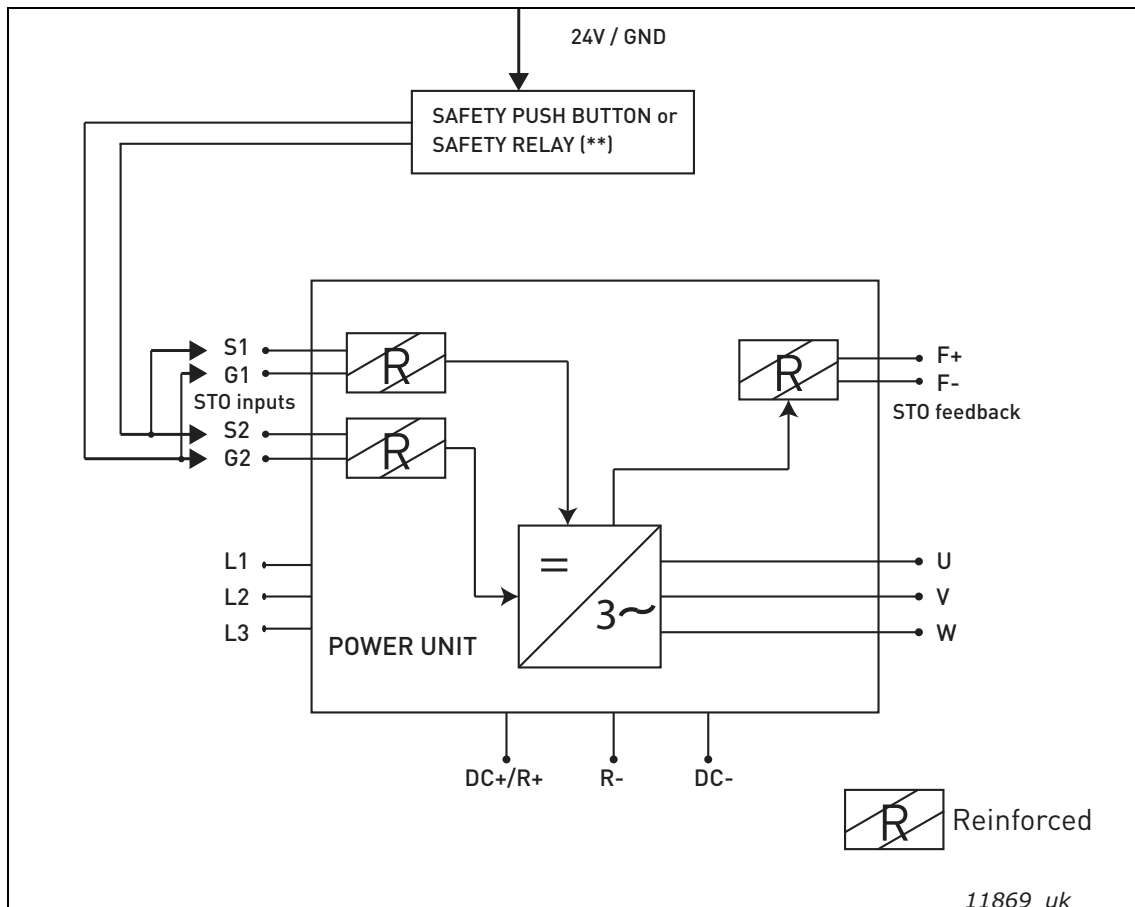 24V / GND
SAFETY PUSH BUTTON or
SAFETY RELAY (**)
S1
G1
STO inputs
S2
G2
R
R
R
F+
F-
STO feedback
L1
L2
L3
=
3~
POWER UNIT
U
V
W
DC+/R+
R-
DC-
R
Reinforced
11869_uk